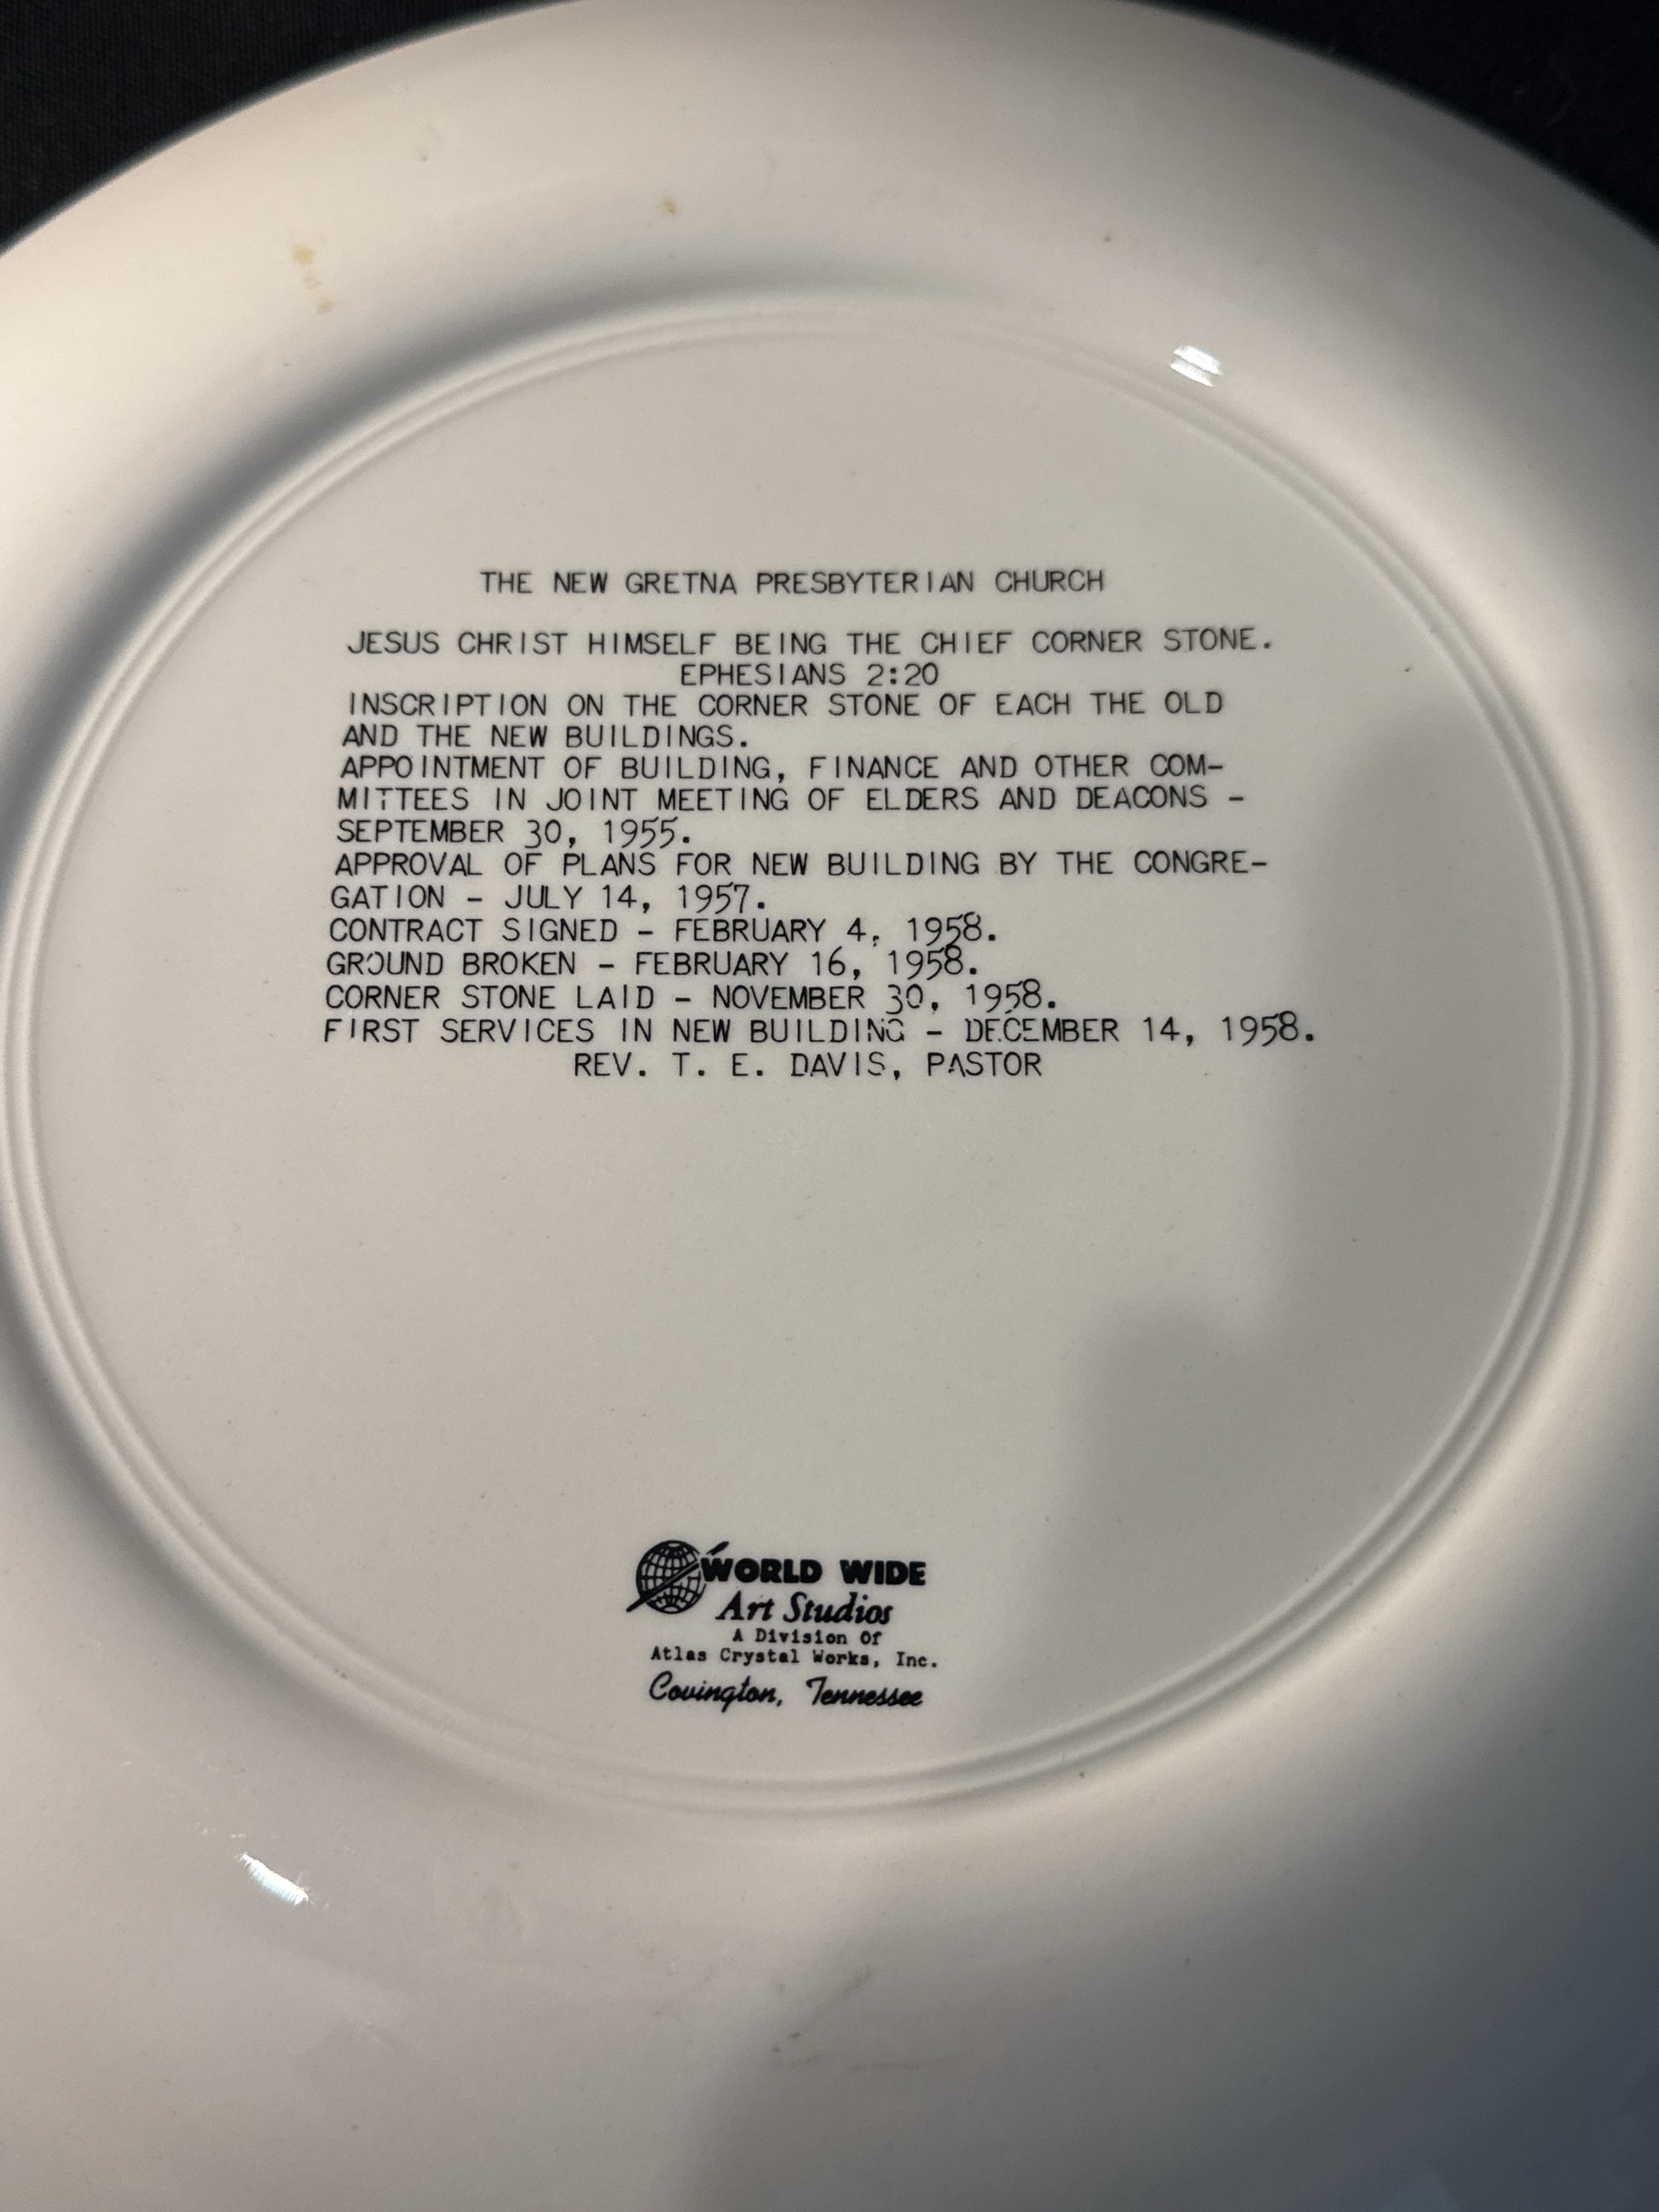 THE NEW GRETNA PRESBYTERIAN CHURCH
JESUS CHRIST HIMSELF BEING THE CHIEF CORNER STONE.
EPHESIANS 2:20
INSCRIPTION ON THE CORNER STONE OF EACH THE OLD
AND THE NEW BUILDINGS.
APPOINTMENT OF BUILDING, FINANCE AND OTHER COM-
MITTEES IN JOINT MEETING OF ELDERS AND DEACONS -
SEPTEMBER 30, 1955.
APPROVAL OF PLANS FOR NEW BUILDING BY THE CONGRE-
GATION - JULY 14, 1957.
CONTRACT SIGNED - FEBRUARY 4, 1958.
GROUND BROKEN - FEBRUARY 16, 1958.
CORNER STONE LAID - NOVEMBER 30, 1958.
FIRST SERVICES IN NEW BUILDING - DECEMBER 14, 1958.
REV. T. E. DAVIS, PASTOR
WORLD WIDE
Art Studios
A Division Of
Atlas Crystal Works, Inc.
Covington, Tennessee